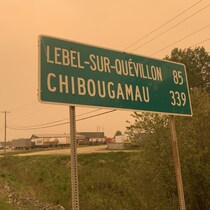 LEBEL-SUR-QUÉVILLON 85
CHIBOUGAMAU 339